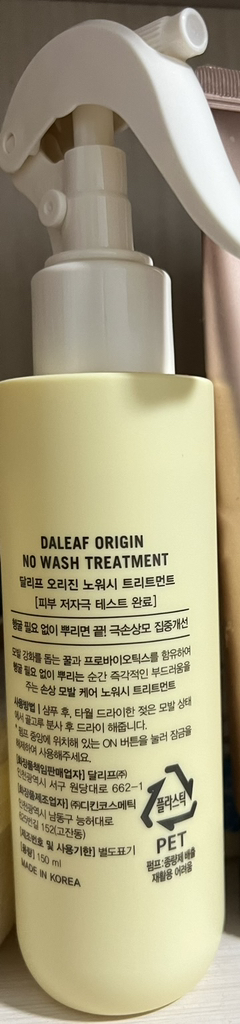 DALEAF ORIGIN
NO WASH TREATMENT
달리프 오리진 노워시 트리트먼트
[피부 저자극 테스트 완료]
헹굴 필요 없이 뿌리면 끝! 극손상모 집중개선
모발 강화를 돕는 꿀과 프로바이오틱스를 함유하여
헹굴 필요 없이 뿌리는 순간 즉각적인 부드러움을
주는 손상 모발 케어 노워시 트리트먼트
사용방법 | 샴푸 후, 타월 드라이한 젖은 모발 상태
에서 골고루 분사 후 드라이 해줍니다.
* 펌프 중앙에 위치해 있는 ON 버튼을 눌러 잠금을
해제하여 사용해주세요.
[화장품책임판매업자] 달리프㈜
인천광역시 서구 원당대로 662-1
[화장품제조업자] ㈜디킨코스메틱
인천광역시 남동구 능허대로
625번길 152(고잔동)
[제조번호 및 사용기한] 별도표기
[용량] 150 ml
MADE IN KOREA
플라스틱
PET
펌프:종량제 배출
재활용 어려움